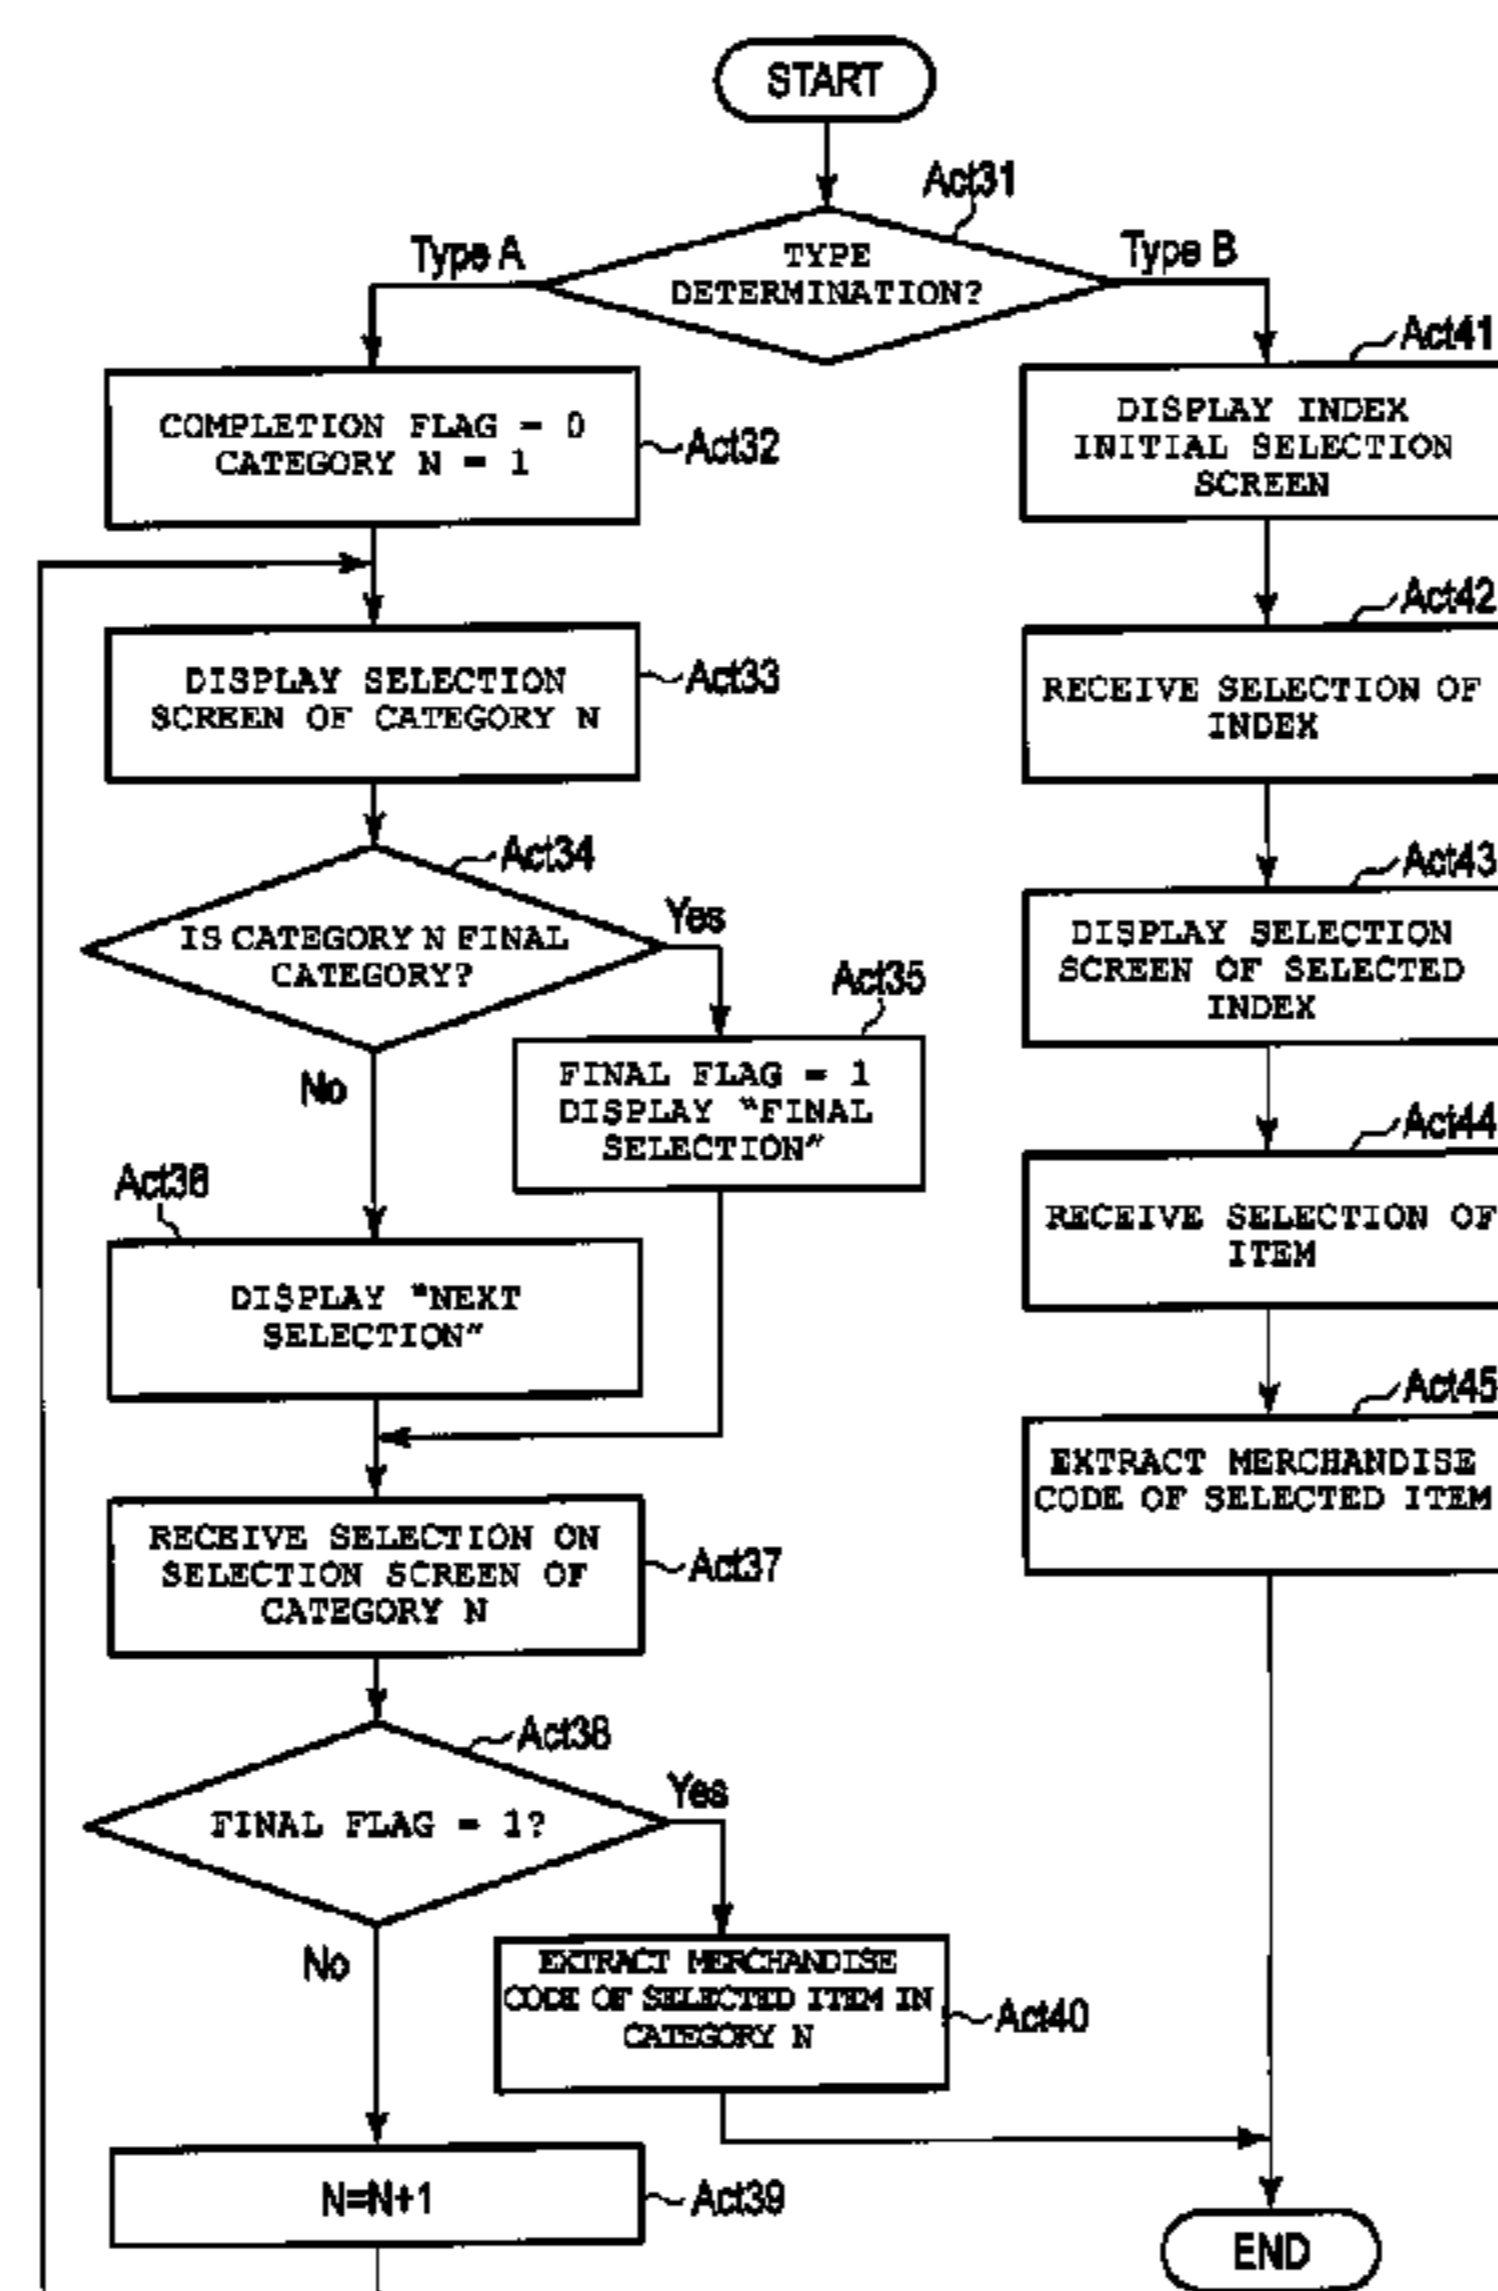 START
Act31
Type A
TYPE
DETERMINATION?
Type B
COMPLETION FLAG = 0
CATEGORY N = 1
Act32
DISPLAY SELECTION
SCREEN OF CATEGORY N
Act33
Act34
IS CATEGORY N FINAL
CATEGORY?
Yes
No
Act35
FINAL FLAG = 1
DISPLAY "FINAL
SELECTION"
Act36
DISPLAY "NEXT
SELECTION"
RECEIVE SELECTION ON
SELECTION SCREEN OF
CATEGORY N
Act37
Act38
FINAL FLAG = 1?
Yes
No
EXTRACT MERCHANDISE
CODE OF SELECTED ITEM IN
CATEGORY N
Act40
N=N+1
Act39
Act41
DISPLAY INDEX
INITIAL SELECTION
SCREEN
Act42
RECEIVE SELECTION OF
INDEX
Act43
DISPLAY SELECTION
SCREEN OF SELECTED
INDEX
Act44
RECEIVE SELECTION OF
ITEM
Act45
EXTRACT MERCHANDISE
CODE OF SELECTED ITEM
END